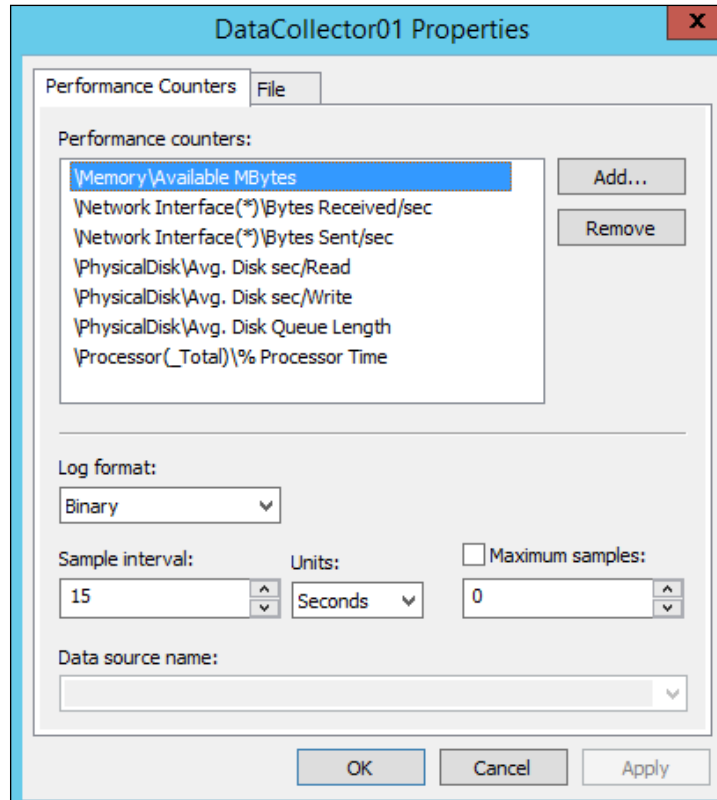 DataCollector01 Properties
x
Performance Counters
File
Performance counters:
\Memory\Available MBytes
\Network Interface(*)\Bytes Received/sec
\Network Interface(*)\Bytes Sent/sec
\PhysicalDisk\Avg. Disk sec/Read
\PhysicalDisk\Avg. Disk sec/Write
\PhysicalDisk\Avg. Disk Queue Length
\Processor(_Total)\% Processor Time
Add...
Remove
Log format:
Binary
Sample interval:
Units:
Maximum samples:
15
Seconds
0
Data source name:
OK
Cancel
Apply